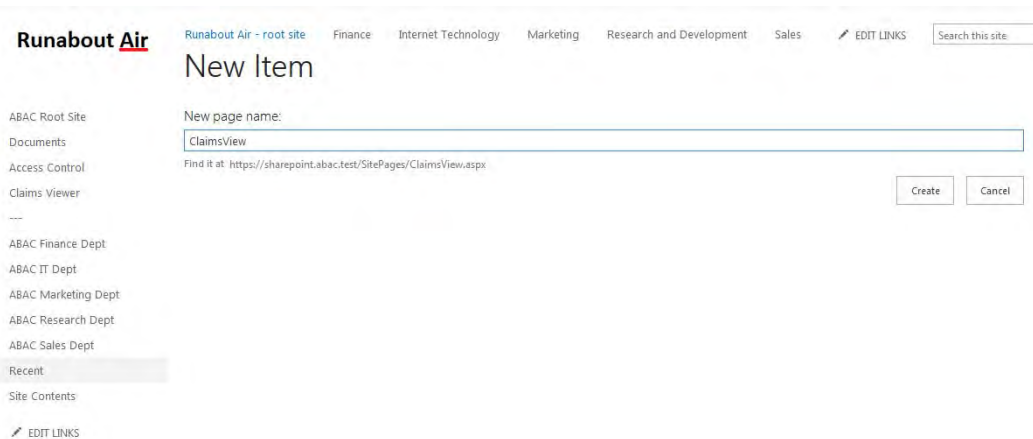 Runabout Air
Runabout Air - root site Finance Internet Technology Marketing Research and Development Sales EDIT LINKS Search this site
New Item
ABAC Root Site
Documents
Access Control
Claims Viewer
---
ABAC Finance Dept
ABAC IT Dept
ABAC Marketing Dept
ABAC Research Dept
ABAC Sales Dept
Recent
Site Contents
EDIT LINKS
New page name:
ClaimsView
Find it at https://sharepoint.abac.test/SitePages/ClaimsView.aspx
Create Cancel